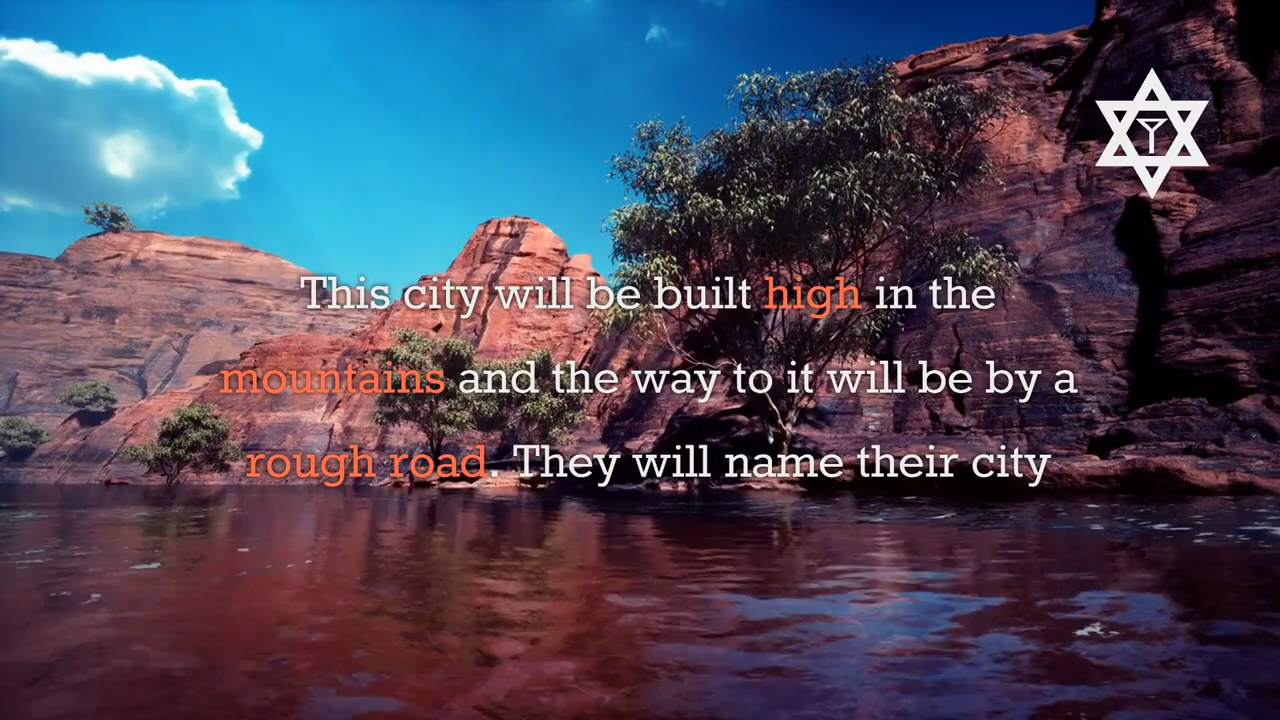 This city will be built high in the
mountains and the way to it will be by a
rough road. They will name their city